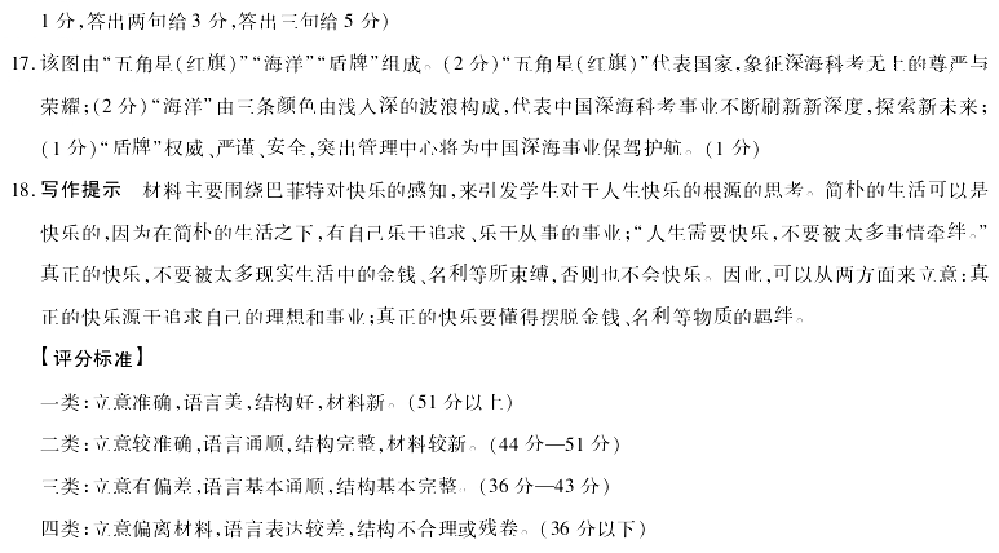 1 分,答出两句给 3 分,答出三句给 5 分)
17. 该图由“五角星(红旗)”“海洋”“盾牌”组成。(2 分)“五角星(红旗)”代表国家,象征深海科考无上的尊严与
荣耀;(2 分)“海洋”由三条颜色由浅入深的波浪构成,代表中国深海科考事业不断刷新新深度,探索新未来;
(1 分)“盾牌”权威、严谨、安全,突出管理中心将为中国深海事业保驾护航。(1 分)
18. 写作提示 材料主要围绕巴菲特对快乐的感知,来引发学生对于人生快乐的根源的思考。简朴的生活可以是
快乐的,因为在简朴的生活之下,有自己乐于追求、乐于从事的事业;“人生需要快乐,不要被太多事情牵绊。”
真正的快乐,不要被太多现实生活中的金钱、名利等所束缚,否则也不会快乐。因此,可以从两方面来立意:真
正的快乐源于追求自己的理想和事业;真正的快乐要懂得摆脱金钱、名利等物质的羁绊。
【评分标准】
一类:立意准确,语言美,结构好,材料新。(51 分以上)
二类:立意较准确,语言通顺,结构完整,材料较新。(44 分—51 分)
三类:立意有偏差,语言基本通顺,结构基本完整。(36 分—43 分)
四类:立意偏离材料,语言表达较差,结构不合理或残卷。(36 分以下)